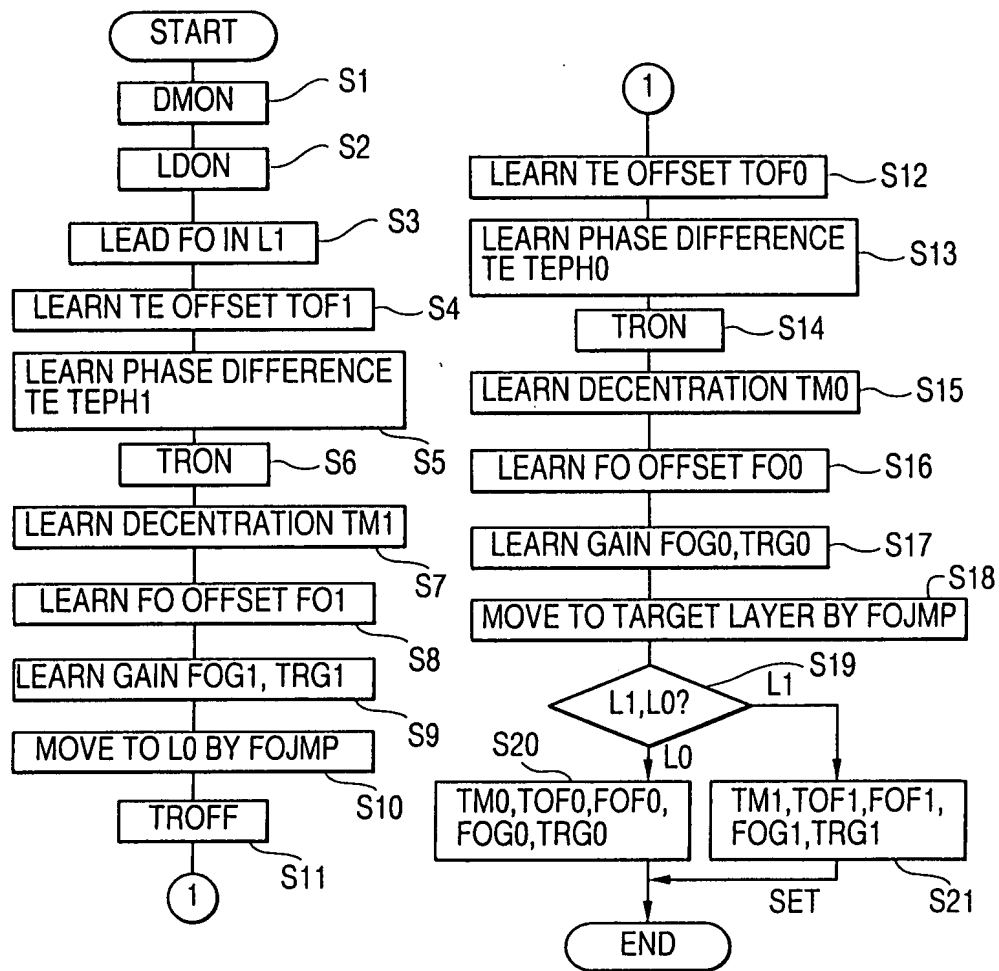 START
DMON
S1
LDON
S2
LEAD FO IN L1
S3
LEARN TE OFFSET TOF1
S4
LEARN PHASE DIFFERENCE
TE TEPH1
S5
TRON
S6
LEARN DECENTRATION TM1
S7
LEARN FO OFFSET FO1
S8
LEARN GAIN FOG1, TRG1
S9
MOVE TO L0 BY FOJMP
S10
TROFF
S11
1
1
LEARN TE OFFSET TOF0
S12
LEARN PHASE DIFFERENCE
TE TEPH0
S13
TRON
S14
LEARN DECENTRATION TM0
S15
LEARN FO OFFSET FO0
S16
LEARN GAIN FOG0,TRG0
S17
MOVE TO TARGET LAYER BY FOJMP
S18
L1,L0?
S19
L1
L0
S20
TM0,TOF0,FOF0,
FOG0,TRG0
TM1,TOF1,FOF1,
FOG1,TRG1
S21
SET
END